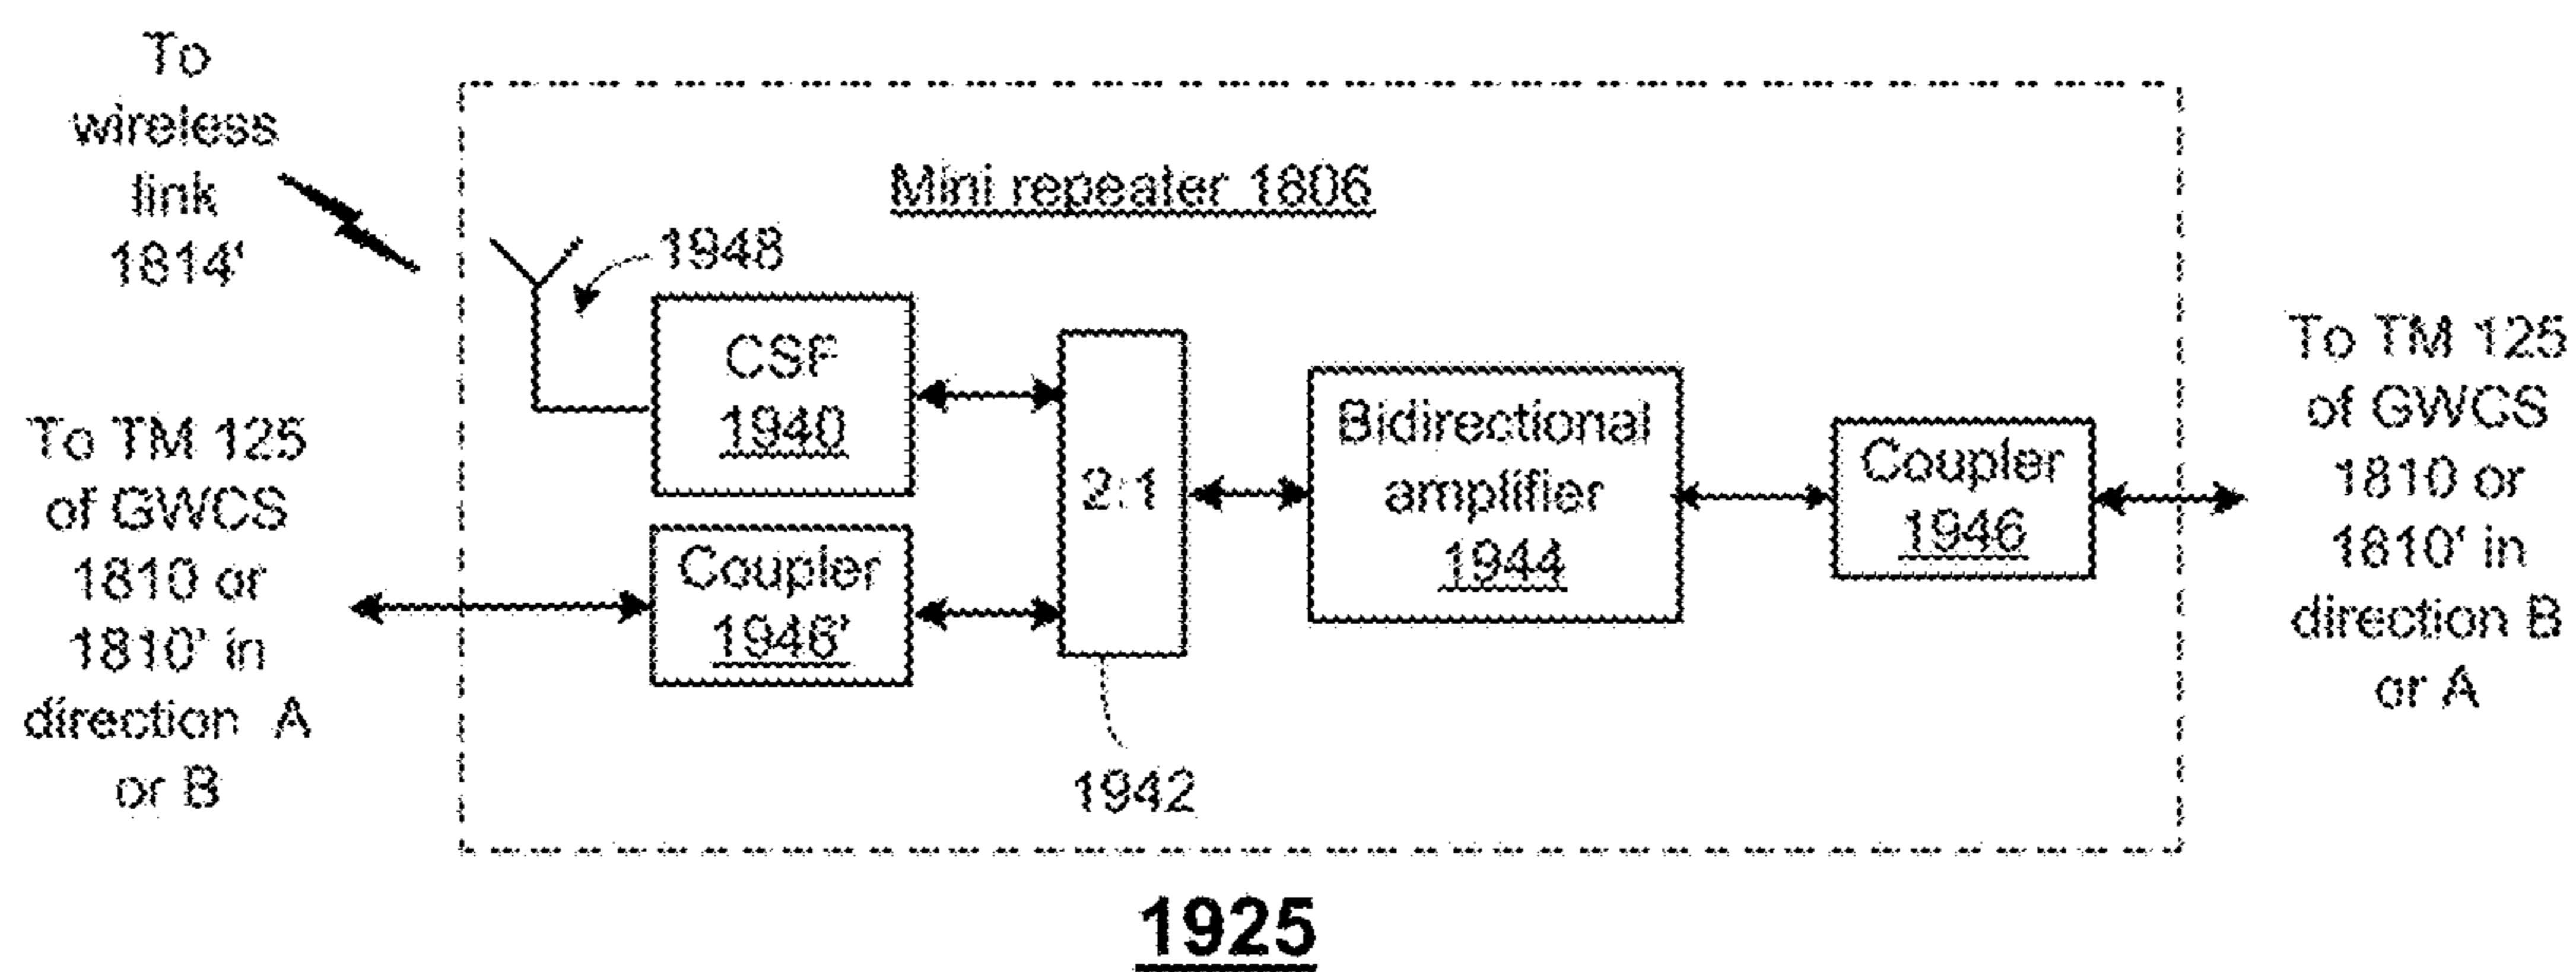 To
wireless
link
1814'
Mini repeater 1806
1948
CSF
1940
To TM 125
of GWCS
1810 or
1810' in
direction A
or B
Coupler
1946'
2:1
1942
Bidirectional
amplifier
1944
Coupler
1946
To TM 125
of GWCS
1810 or
1810' in
direction B
or A
1925